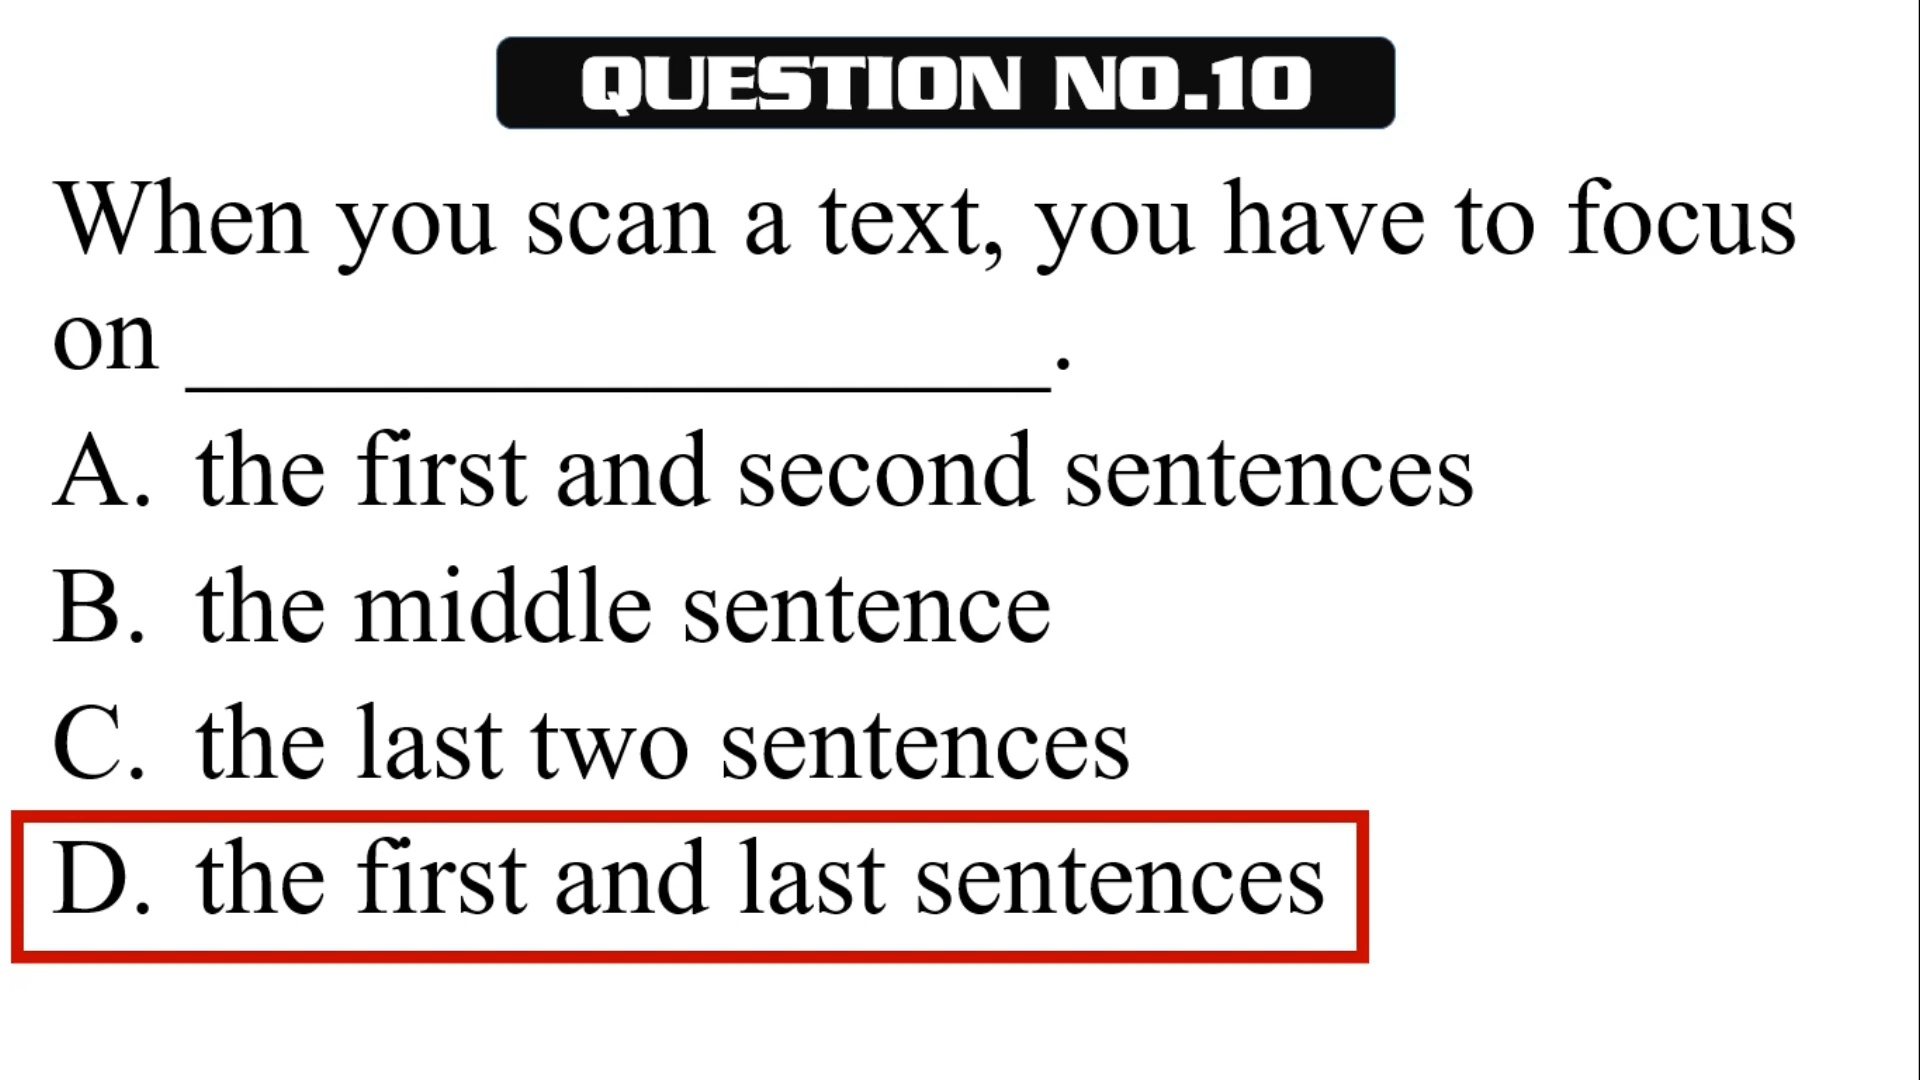 QUESTION NO.10
When you scan a text, you have to focus
on __________________.
A. the first and second sentences
B. the middle sentence
C. the last two sentences
D. the first and last sentences